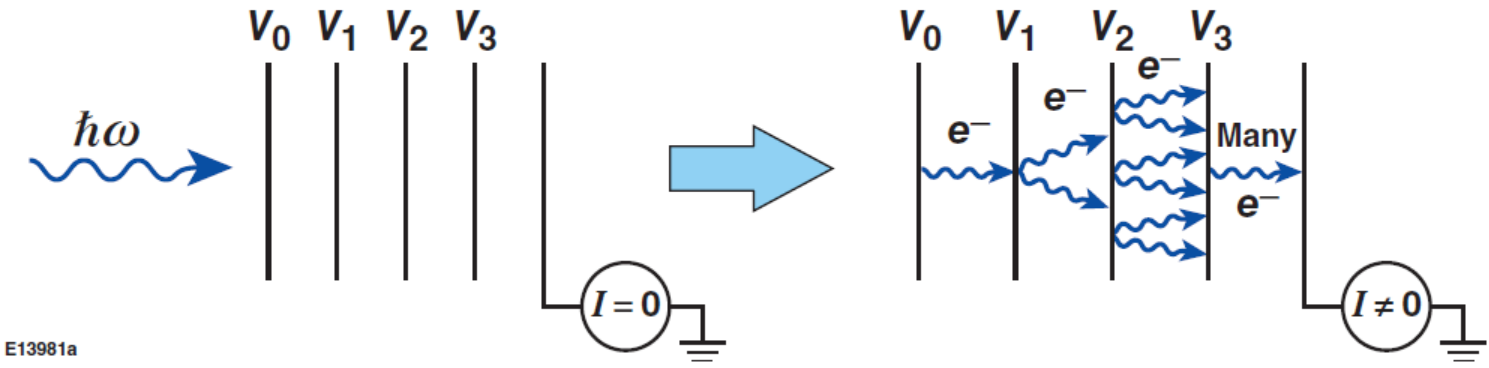 V0 V1 V2 V3
ħω
I = 0
E13981a
V0 V1 V2 V3
e–
e–
e–
Many
e–
I ≠ 0